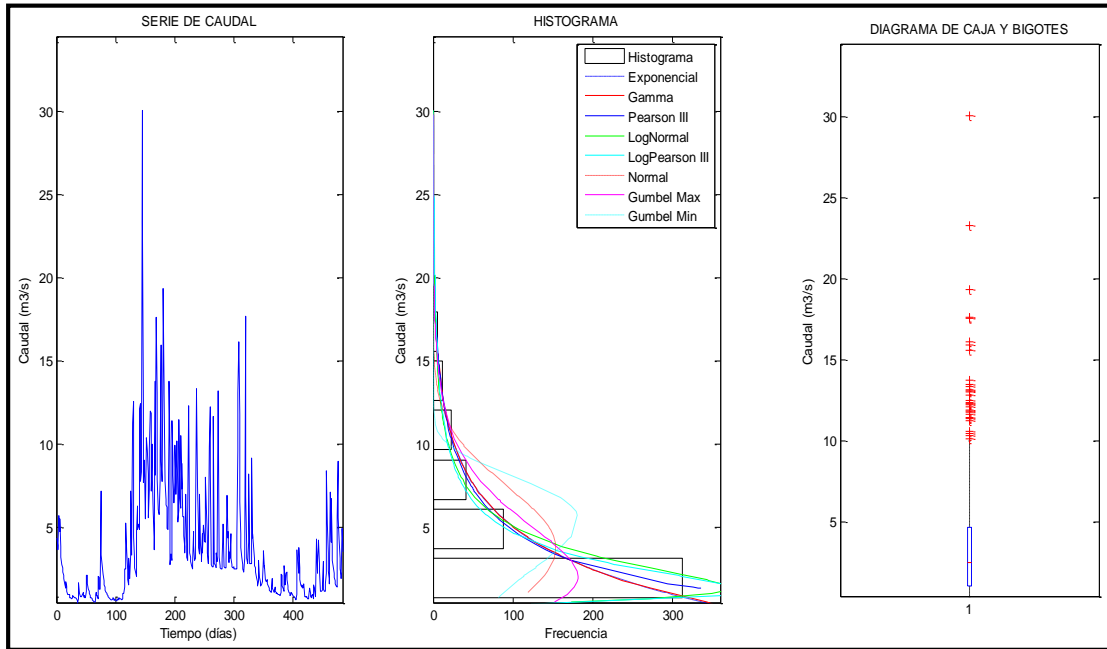 SERIE DE CAUDAL
30
25
20
15
10
5
Caudal (m3/s)
0
100
200
300
400
Tiempo (días)
HISTOGRAMA
30
25
20
15
10
5
Caudal (m3/s)
0
100
200
300
Frecuencia
Histograma
Exponencial
Gamma
Pearson III
LogNormal
LogPearson III
Normal
Gumbel Max
Gumbel Min
DIAGRAMA DE CAJA Y BIGOTES
30
25
20
15
10
5
Caudal (m3/s)
1